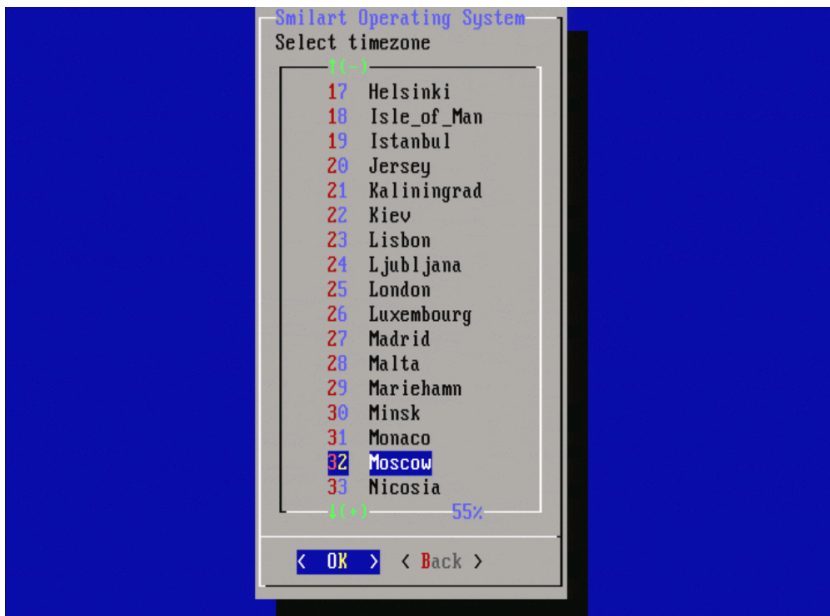 Smilart Operating System
Select timezone
↑(-)
17 Helsinki
18 Isle_of_Man
19 Istanbul
20 Jersey
21 Kaliningrad
22 Kiev
23 Lisbon
24 Ljubljana
25 London
26 Luxembourg
27 Madrid
28 Malta
29 Mariehamn
30 Minsk
31 Monaco
32 Moscow
33 Nicosia
↓(+) 55%
< OK > < Back >